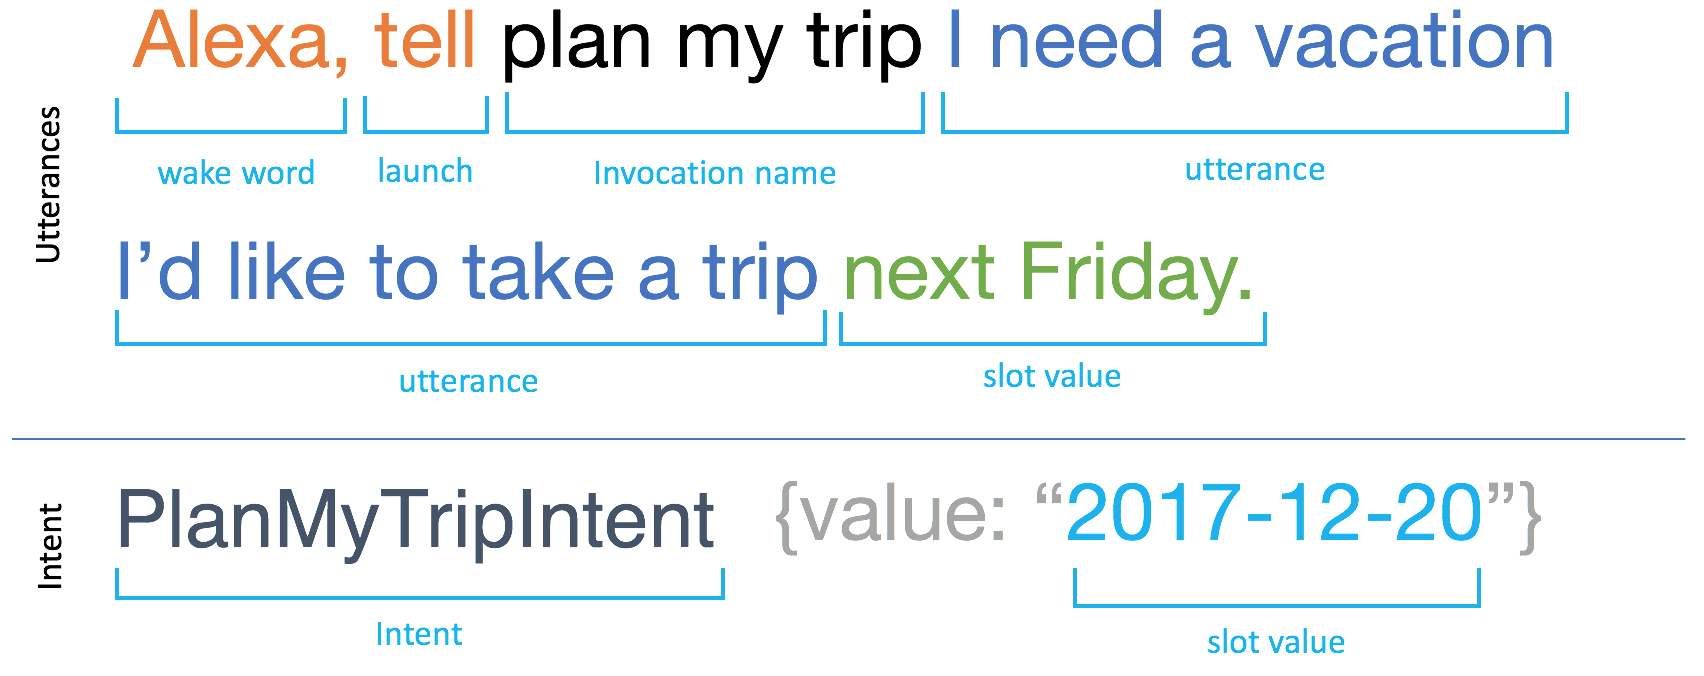 Alexa, tell plan my trip I need a vacation
wake word launch Invocation name utterance
Utterances
I’d like to take a trip next Friday.
utterance slot value
PlanMyTripIntent {value: “2017-12-20”}
Intent
Intent slot value